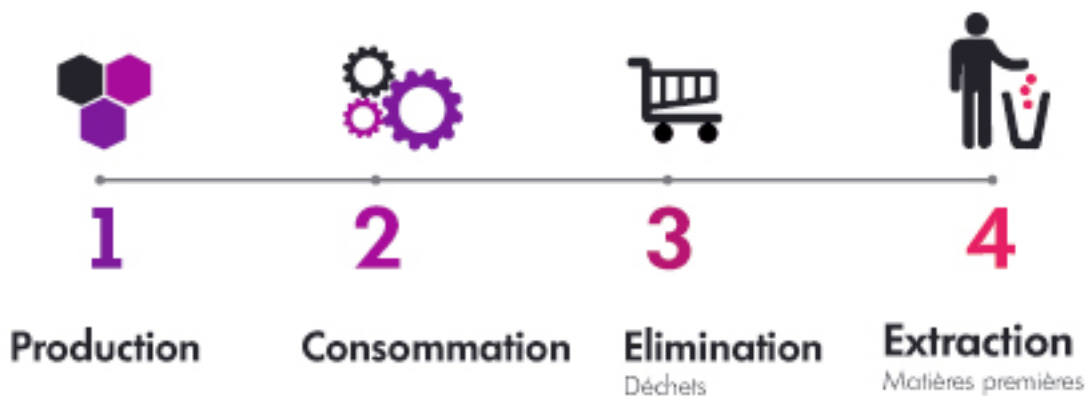 1 2 3 4
Production Consommation Elimination Extraction
Déchets Matières premières